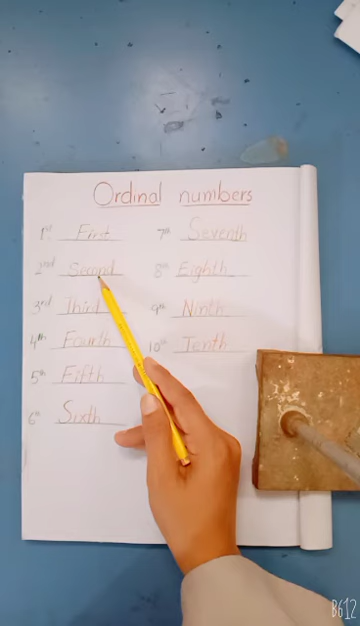 Ordinal numbers
1st First
2nd Second
3rd Third
4th Fourth
5th Fifth
6th Sixth
7th Seventh
8th Eighth
9th Ninth
10th Tenth
B612